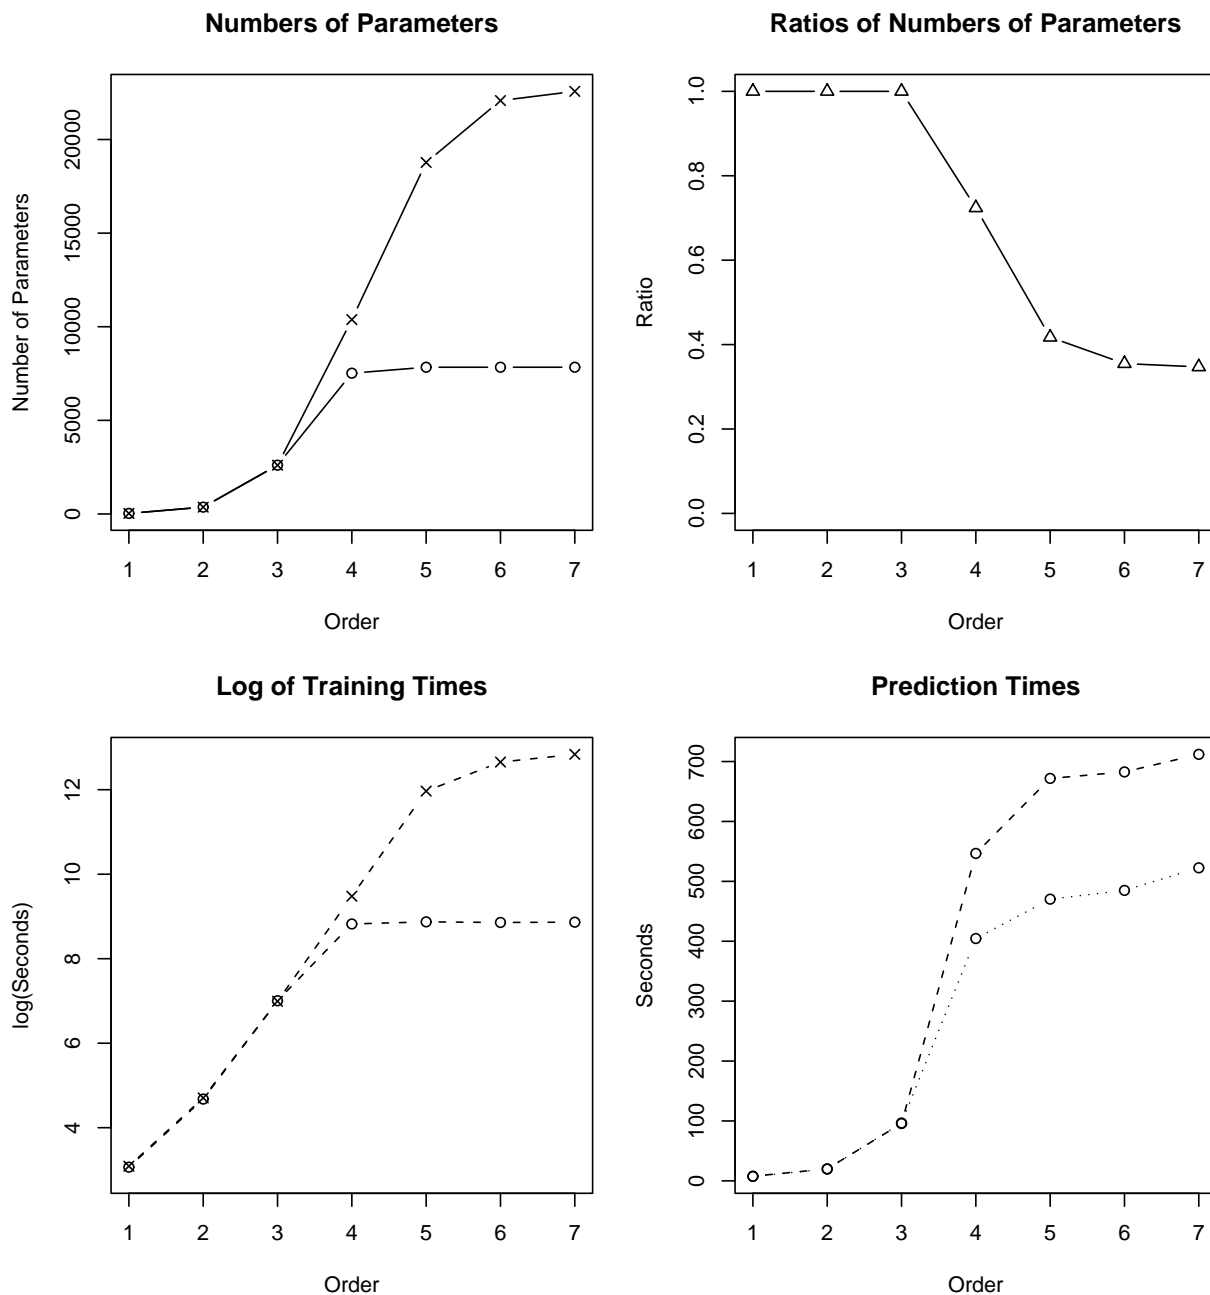 Numbers of Parameters
Number of Parameters
20000
15000
10000
5000
0
1 2 3 4 5 6 7
Order
Ratios of Numbers of Parameters
Ratio
1.0
0.8
0.6
0.4
0.2
0.0
1 2 3 4 5 6 7
Order
Log of Training Times
log(Seconds)
12
10
8
6
4
1 2 3 4 5 6 7
Order
Prediction Times
Seconds
700
600
500
400
300
200
100
0
1 2 3 4 5 6 7
Order